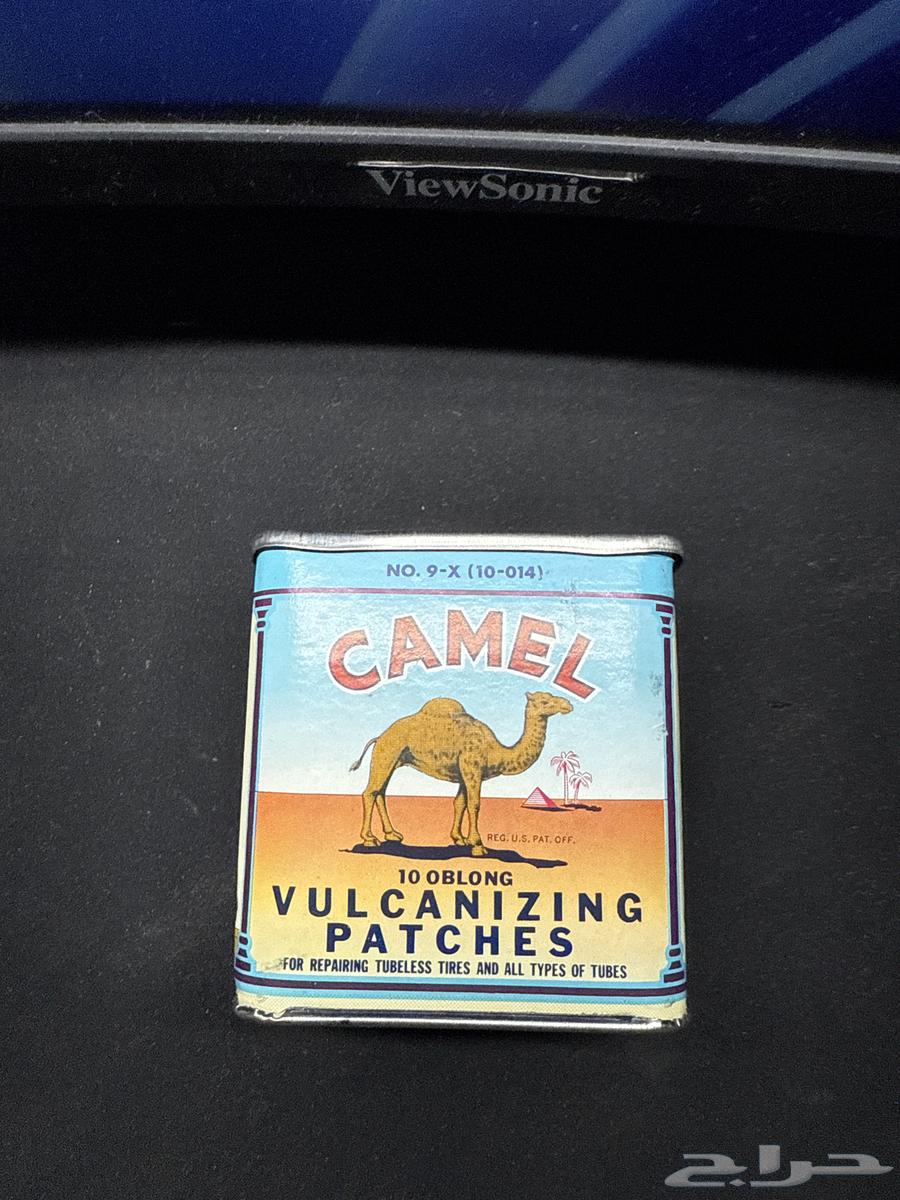 ViewSonic
NO. 9-X (10-014)
CAMEL
REG. U.S. PAT. OFF.
10 OBLONG
VULCANIZING
PATCHES
FOR REPAIRING TUBELESS TIRES AND ALL TYPES OF TUBES
حراج